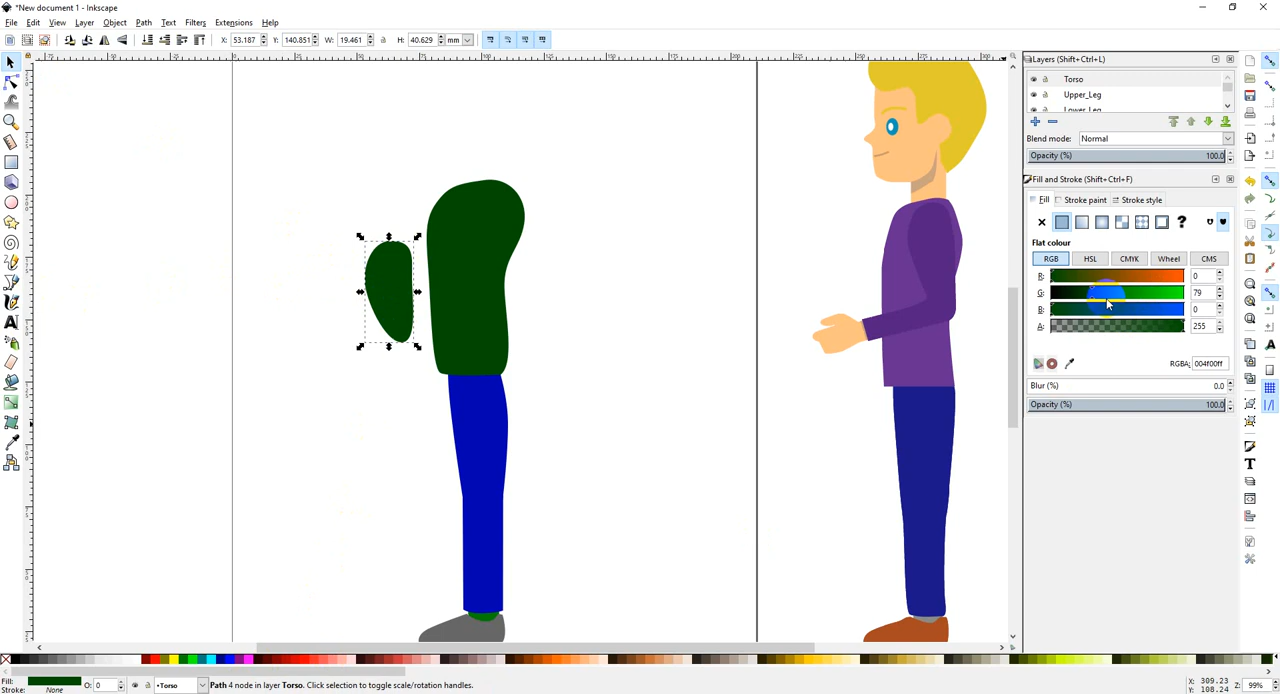 *New document 1 - Inkscape
File Edit View Layer Object Path Text Filters Extensions Help
X: 53.187 Y: 140.851 W: 19.461 H: 40.629 mm
Layers (Shift+Ctrl+L)
Torso
Upper_Leg
Lower_Leg
Blend mode: Normal
Opacity (%) 100.0
Fill and Stroke (Shift+Ctrl+F)
Fill Stroke paint Stroke style
Flat colour
RGB HSL CMYK Wheel CMS
R: 0
G: 79
B: 0
A: 255
RGBA: 004f00ff
Blur (%) 0.0
Opacity (%) 100.0
Fill: O: 0 •Torso Path 4 node in layer Torso. Click selection to toggle scale/rotation handles. X: 309.23 Z: 99%
Stroke: None Y: 108.24